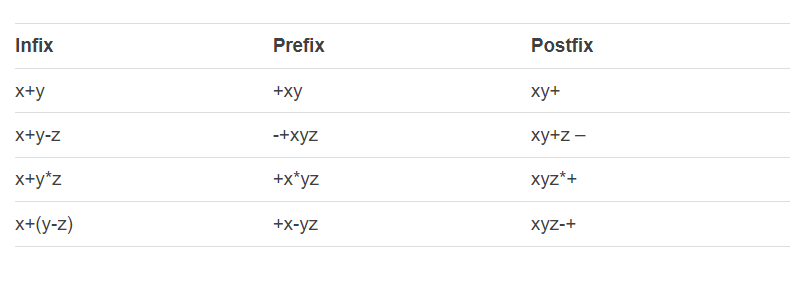 Infix Prefix Postfix
x+y +xy xy+
x+y-z -+xyz xy+z –
x+y*z +x*yz xyz*+
x+(y-z) +x-yz xyz-+